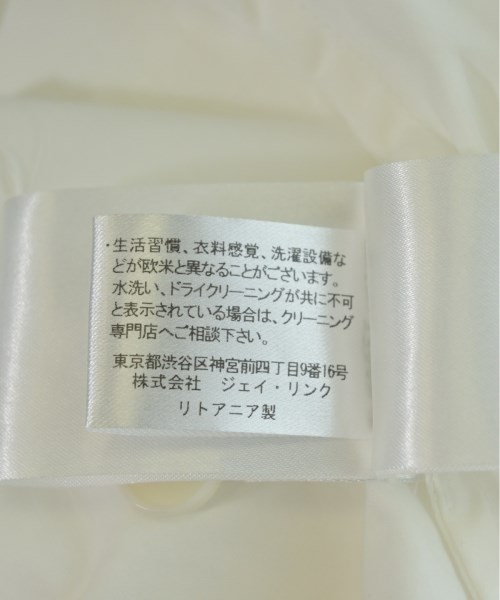 ・生活習慣、衣料感覚、洗濯設備な
どが欧米と異なることがございます。
水洗い、ドライクリーニングが共に不可
と表示されている場合は、クリーニング
専門店へご相談下さい。
東京都渋谷区神宮前四丁目9番16号
株式会社 ジェイ・リンク
リトアニア製